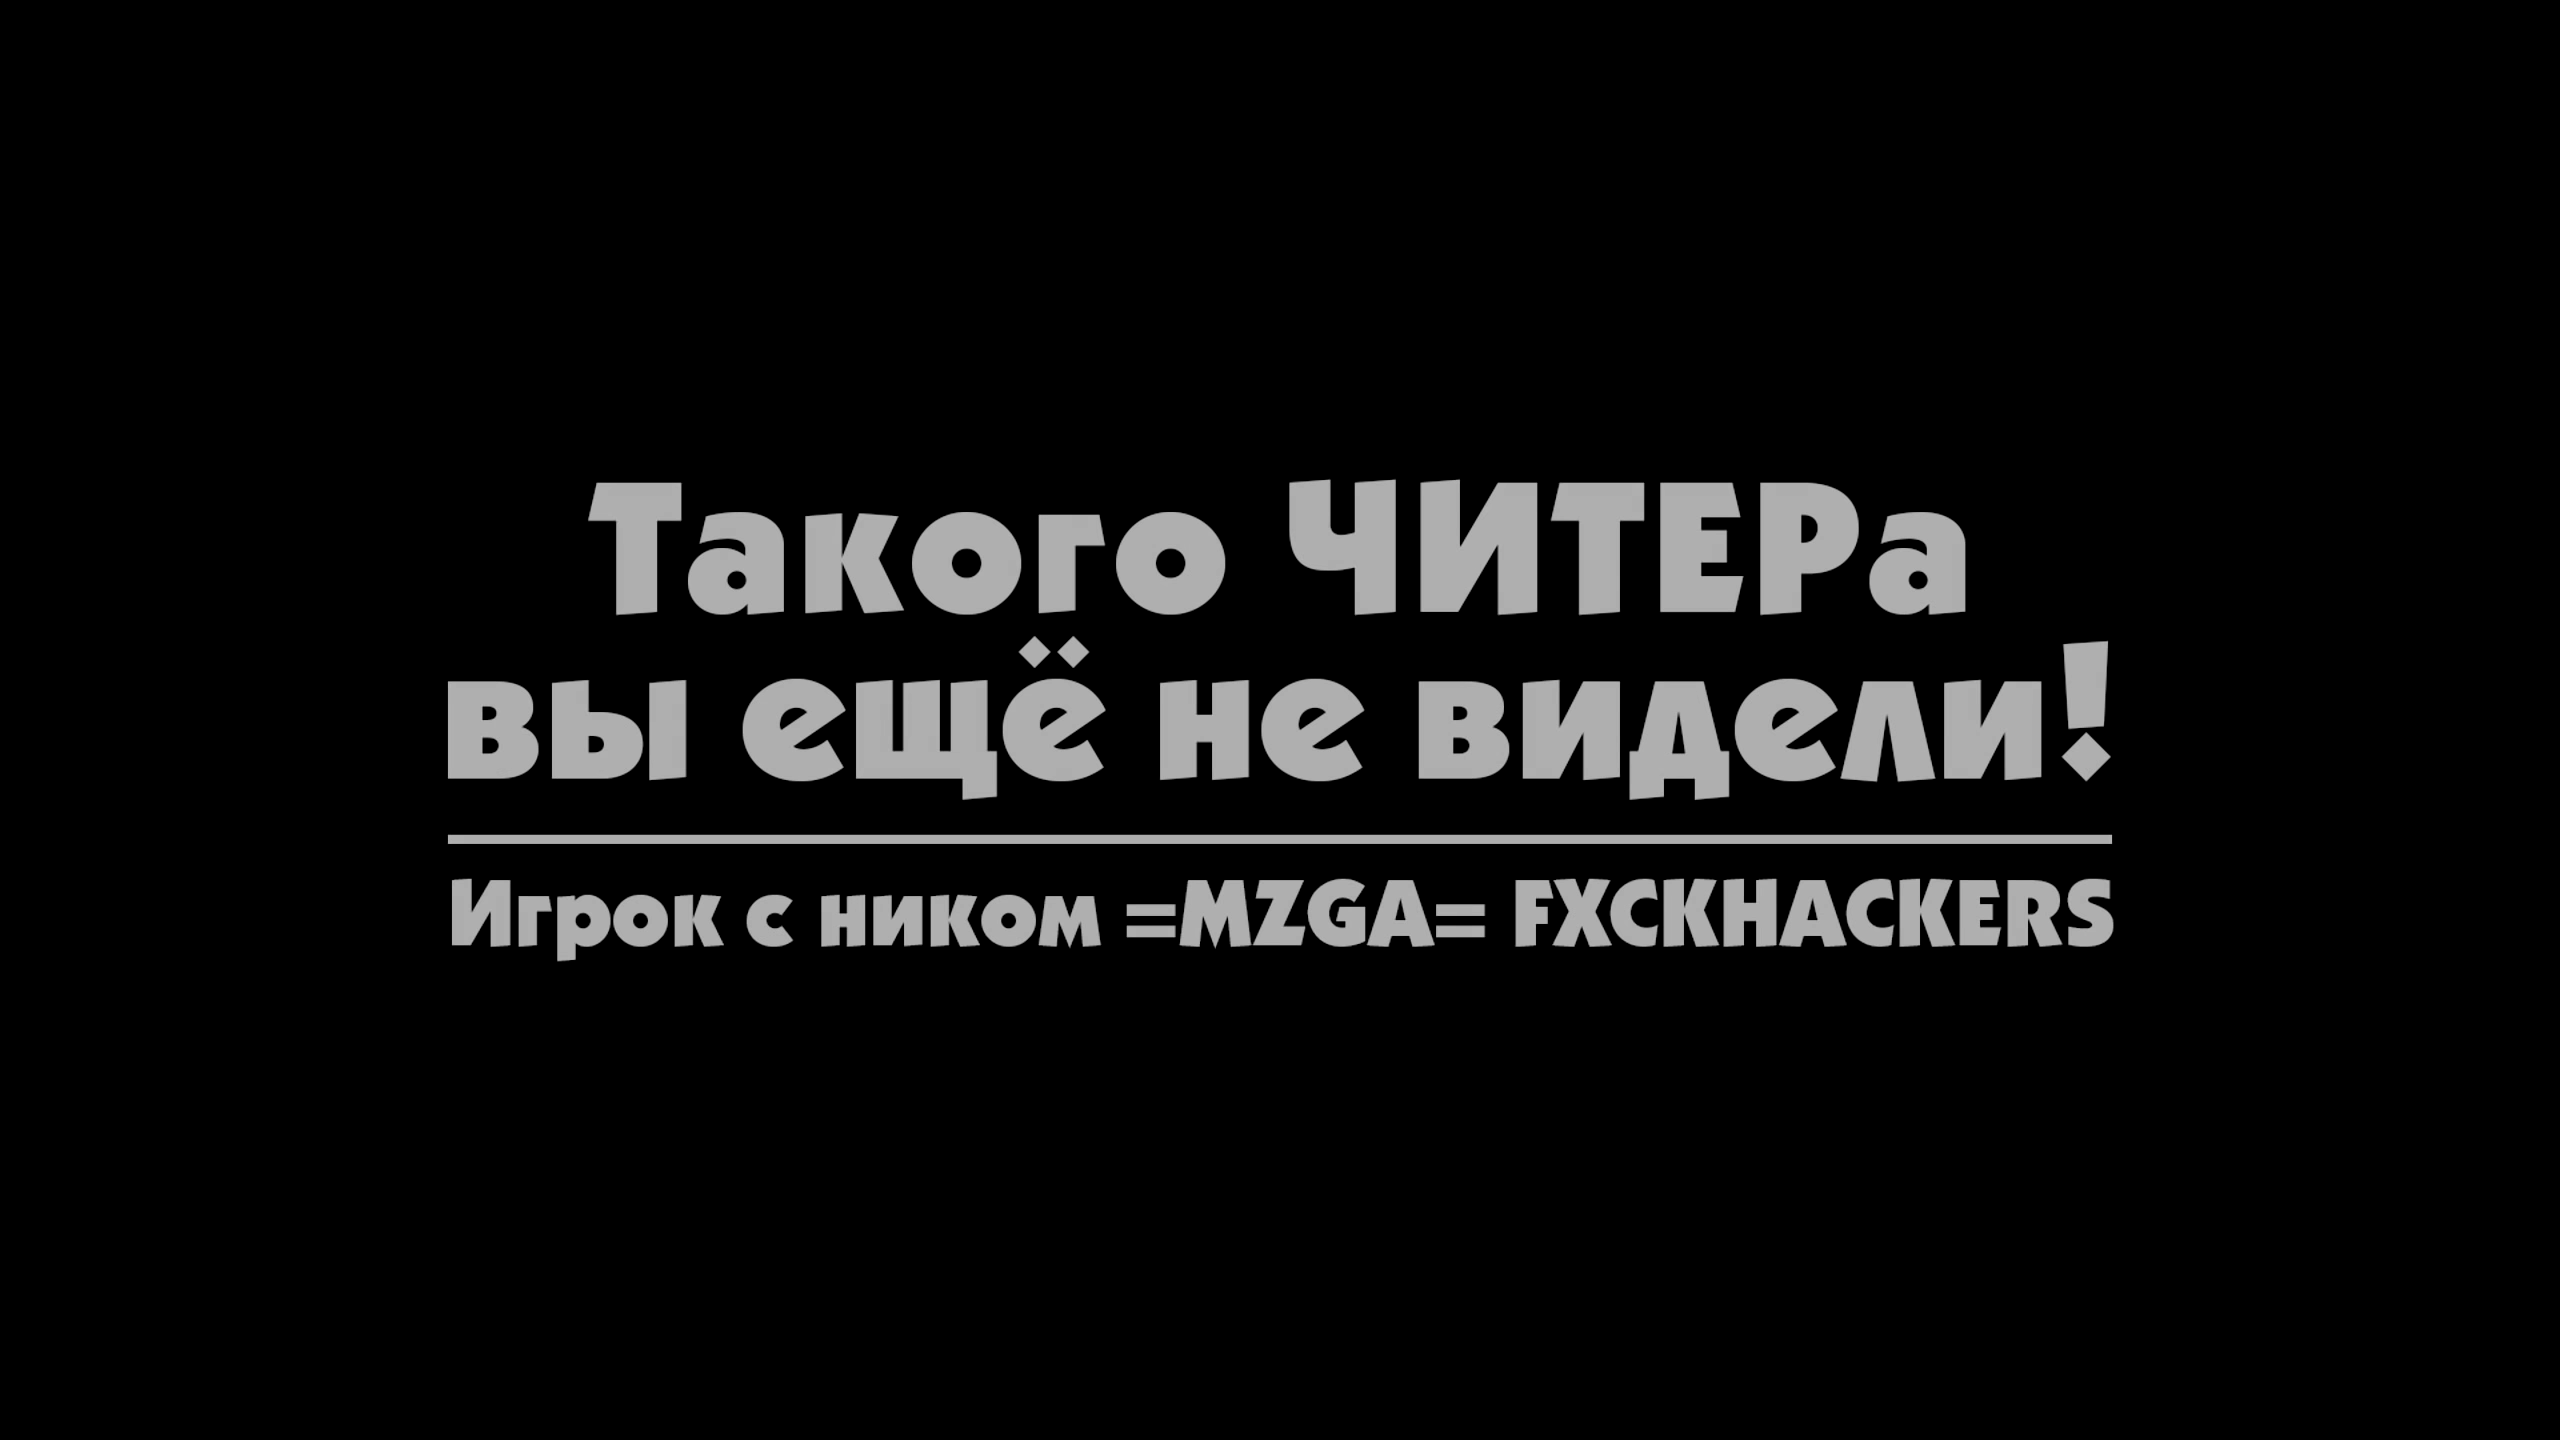 Такого ЧИТЕРа
вы ещё не видели!
Игрок с ником =MZGA= FXCKHACKERS